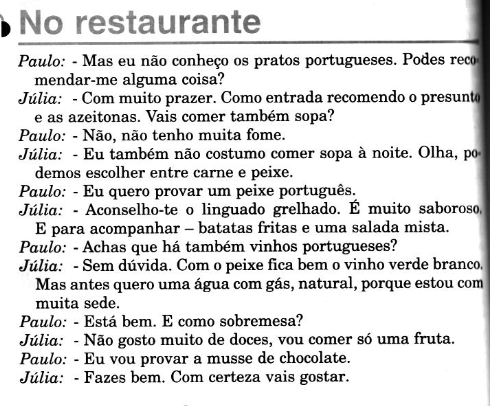 No restaurante
Paulo: - Mas eu não conheço os pratos portugueses. Podes reco-
mendar-me alguma coisa?
Júlia: - Com muito prazer. Como entrada recomendo o presunto
e as azeitonas. Vais comer também sopa?
Paulo: - Não, não tenho muita fome.
Júlia: - Eu também não costumo comer sopa à noite. Olha, po-
demos escolher entre carne e peixe.
Paulo: - Eu quero provar um peixe português.
Júlia: - Aconselho-te o linguado grelhado. É muito saboroso.
E para acompanhar – batatas fritas e uma salada mista.
Paulo: - Achas que há também vinhos portugueses?
Júlia: - Sem dúvida. Com o peixe fica bem o vinho verde branco.
Mas antes quero uma água com gás, natural, porque estou com
muita sede.
Paulo: - Está bem. E como sobremesa?
Júlia: - Não gosto muito de doces, vou comer só uma fruta.
Paulo: - Eu vou provar a musse de chocolate.
Júlia: - Fazes bem. Com certeza vais gostar.